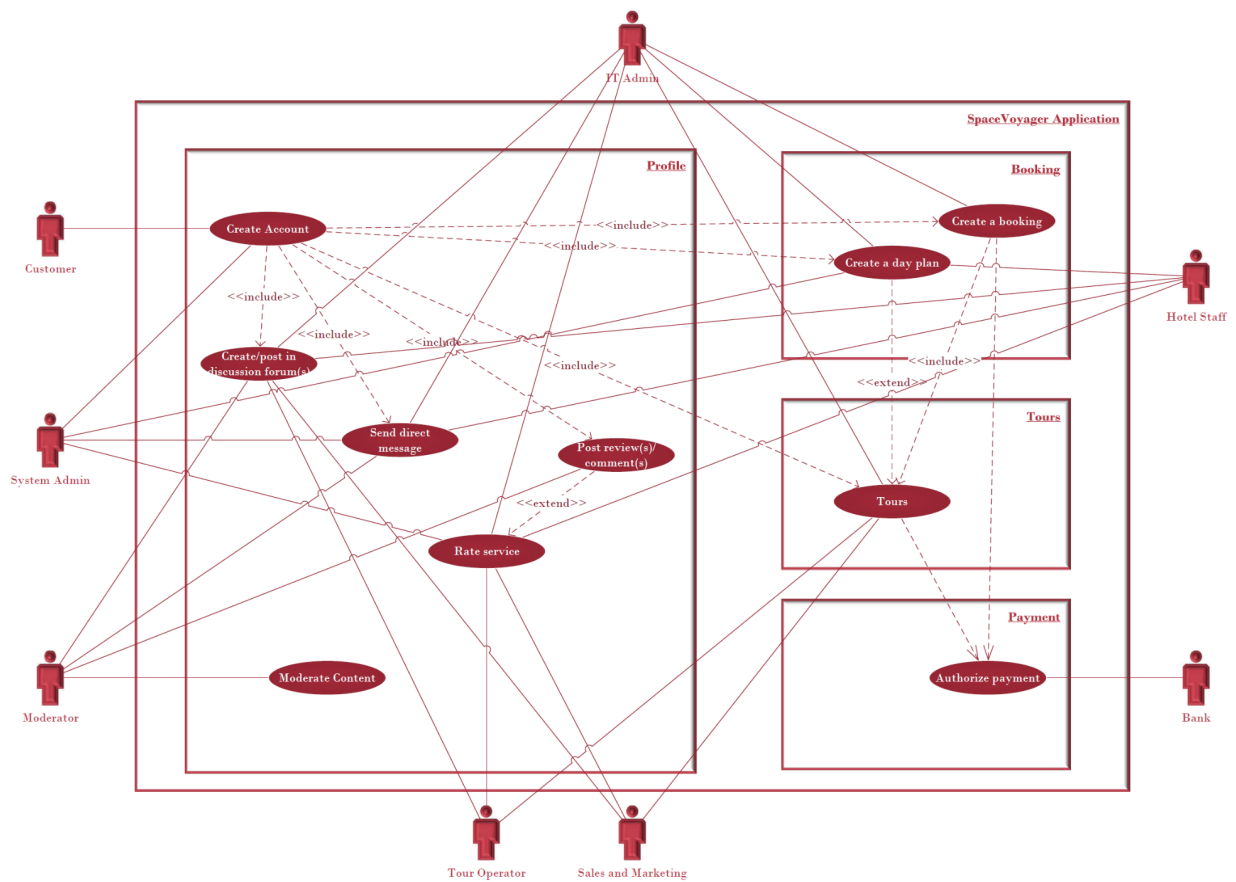 IT Admin
SpaceVoyager Application
Profile
Booking
Create Account
<<include>>
Create a booking
Customer
<<include>>
Create a day plan
<<include>>
Hotel Staff
<<include>>
<<include>>
<<include>>
Create/post in
discussion forum(s)
<<extend>>
Tours
Send direct
message
Post review(s)/
comment(s)
System Admin
<<extend>>
Tours
Rate service
Payment
Moderate Content
Authorize payment
Moderator
Bank
Tour Operator
Sales and Marketing